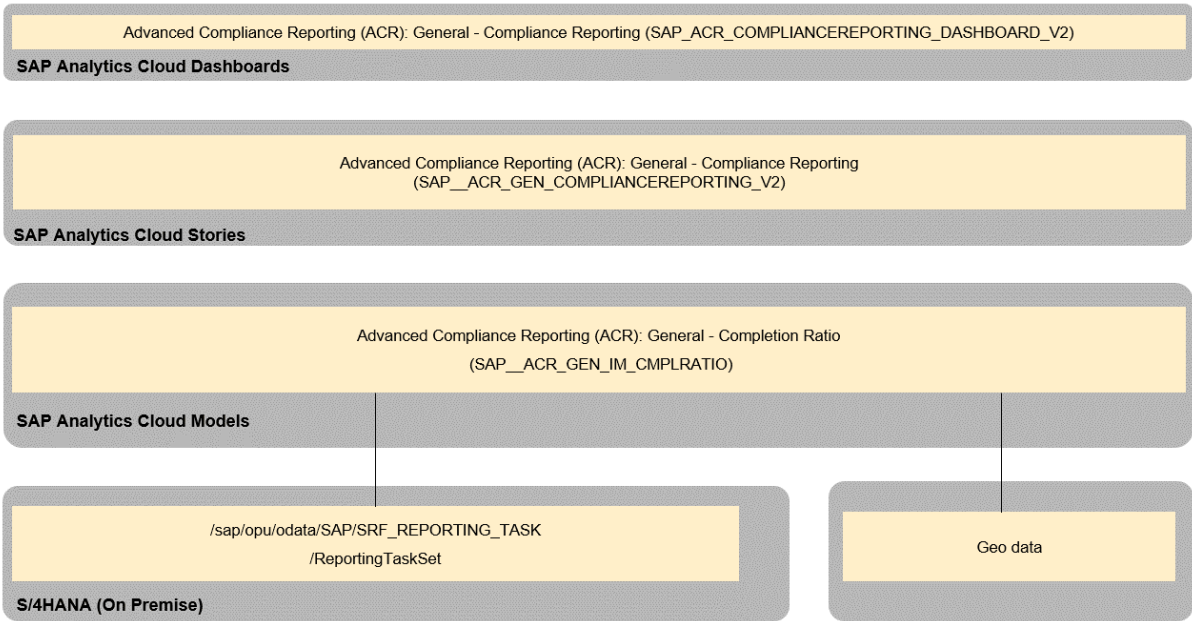 Advanced Compliance Reporting (ACR): General - Compliance Reporting (SAP_ACR_COMPLIANCEREPORTING_DASHBOARD_V2)
SAP Analytics Cloud Dashboards
Advanced Compliance Reporting (ACR): General - Compliance Reporting
(SAP__ACR_GEN_COMPLIANCEREPORTING_V2)
SAP Analytics Cloud Stories
Advanced Compliance Reporting (ACR): General - Completion Ratio
(SAP__ACR_GEN_IM_CMPLRATIO)
SAP Analytics Cloud Models
/sap/opu/odata/SAP/SRF_REPORTING_TASK
/ReportingTaskSet
S/4HANA (On Premise)
Geo data